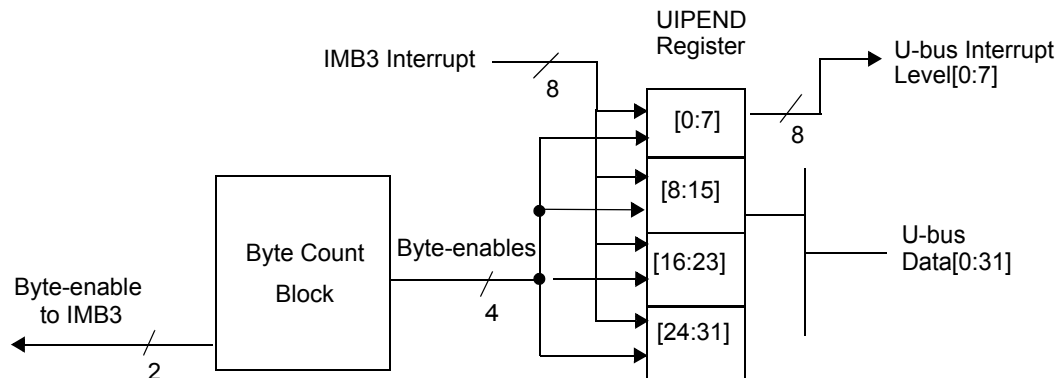 UIPEND
Register
IMB3 Interrupt
8
U-bus Interrupt
Level[0:7]
[0:7]
8
[8:15]
Byte Count
Block
Byte-enables
4
[16:23]
U-bus
Data[0:31]
Byte-enable
to IMB3
2
[24:31]